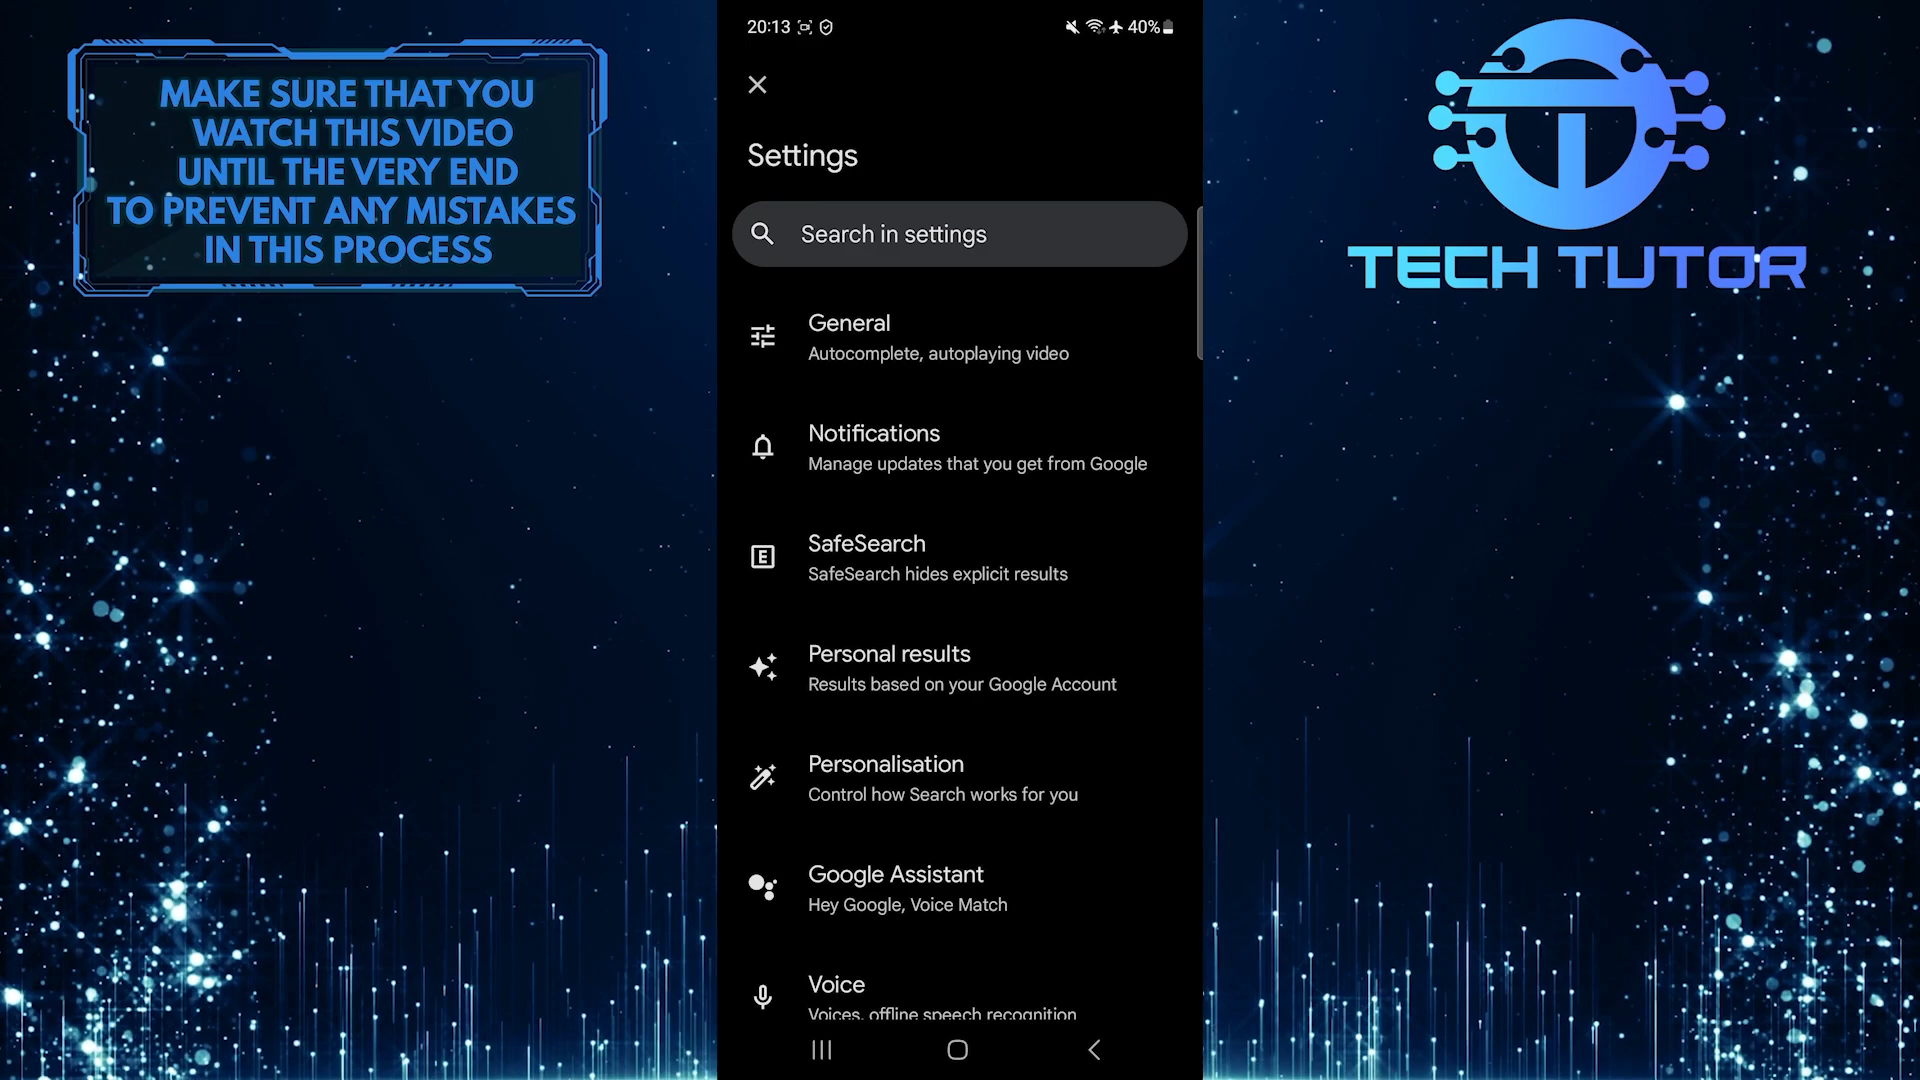 MAKE SURE THAT YOU
WATCH THIS VIDEO
UNTIL THE VERY END
TO PREVENT ANY MISTAKES
IN THIS PROCESS
20:13
40%
Settings
Search in settings
General
Autocomplete, autoplaying video
Notifications
Manage updates that you get from Google
SafeSearch
SafeSearch hides explicit results
Personal results
Results based on your Google Account
Personalisation
Control how Search works for you
Google Assistant
Hey Google, Voice Match
Voice
Voices, offline speech recognition
TECH TUTOR